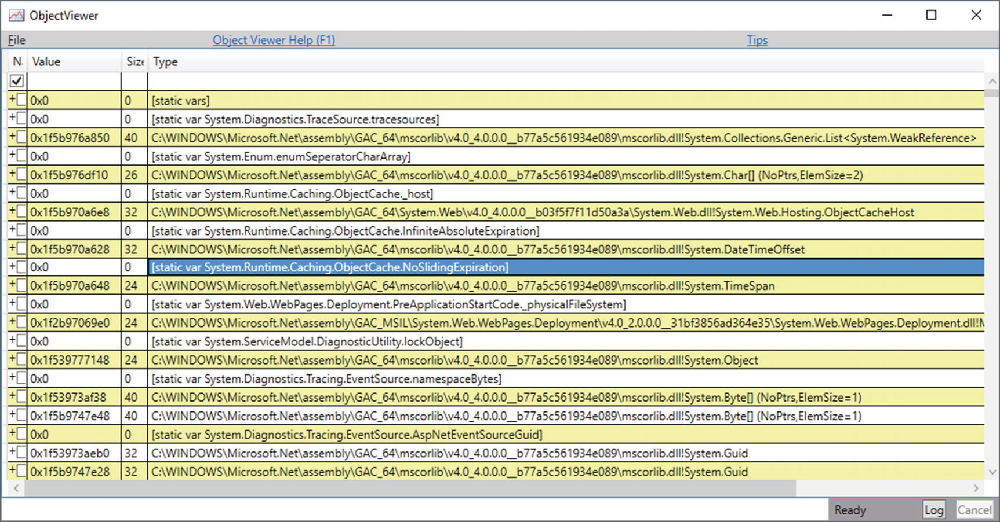 ObjectViewer
File Object Viewer Help (F1) Tips
N. Value Size Type
+ 0x0 0 [static vars]
+ 0x0 0 [static var System.Diagnostics.TraceSource.tracesources]
+ 0x1f5b976a850 40 C:\WINDOWS\Microsoft.Net\assembly\GAC_64\mscorlib\v4.0_4.0.0.0__b77a5c561934e089\mscorlib.dll!System.Collections.Generic.List<System.WeakReference>
+ 0x0 0 [static var System.Enum.enumSeperatorCharArray]
+ 0x1f5b976df10 26 C:\WINDOWS\Microsoft.Net\assembly\GAC_64\mscorlib\v4.0_4.0.0.0__b77a5c561934e089\mscorlib.dll!System.Char[] (NoPtrs,ElemSize=2)
+ 0x0 0 [static var System.Runtime.Caching.ObjectCache._host]
+ 0x1f5b970a6e8 32 C:\WINDOWS\Microsoft.Net\assembly\GAC_64\System.Web\v4.0_4.0.0.0__b03f5f7f11d50a3a\System.Web.dll!System.Web.Hosting.ObjectCacheHost
+ 0x0 0 [static var System.Runtime.Caching.ObjectCache.InfiniteAbsoluteExpiration]
+ 0x1f5b970a628 32 C:\WINDOWS\Microsoft.Net\assembly\GAC_64\mscorlib\v4.0_4.0.0.0__b77a5c561934e089\mscorlib.dll!System.DateTimeOffset
+ 0x0 0 [static var System.Runtime.Caching.ObjectCache.NoSlidingExpiration]
+ 0x1f5b970a648 24 C:\WINDOWS\Microsoft.Net\assembly\GAC_64\mscorlib\v4.0_4.0.0.0__b77a5c561934e089\mscorlib.dll!System.TimeSpan
+ 0x0 0 [static var System.Web.WebPages.Deployment.PreApplicationStartCode._physicalFileSystem]
+ 0x1f2b97069e0 24 C:\WINDOWS\Microsoft.Net\assembly\GAC_MSIL\System.Web.WebPages.Deployment\v4.0_2.0.0.0__31bf3856ad364e35\System.Web.WebPages.Deployment.dll!M
+ 0x0 0 [static var System.ServiceModel.DiagnosticUtility.lockObject]
+ 0x1f539777148 24 C:\WINDOWS\Microsoft.Net\assembly\GAC_64\mscorlib\v4.0_4.0.0.0__b77a5c561934e089\mscorlib.dll!System.Object
+ 0x0 0 [static var System.Diagnostics.Tracing.EventSource.namespaceBytes]
+ 0x1f53973af38 40 C:\WINDOWS\Microsoft.Net\assembly\GAC_64\mscorlib\v4.0_4.0.0.0__b77a5c561934e089\mscorlib.dll!System.Byte[] (NoPtrs,ElemSize=1)
+ 0x1f5b9747e48 40 C:\WINDOWS\Microsoft.Net\assembly\GAC_64\mscorlib\v4.0_4.0.0.0__b77a5c561934e089\mscorlib.dll!System.Byte[] (NoPtrs,ElemSize=1)
+ 0x0 0 [static var System.Diagnostics.Tracing.EventSource.AspNetEventSourceGuid]
+ 0x1f53973aeb0 32 C:\WINDOWS\Microsoft.Net\assembly\GAC_64\mscorlib\v4.0_4.0.0.0__b77a5c561934e089\mscorlib.dll!System.Guid
+ 0x1f5b9747e28 32 C:\WINDOWS\Microsoft.Net\assembly\GAC_64\mscorlib\v4.0_4.0.0.0__b77a5c561934e089\mscorlib.dll!System.Guid
Ready Log Cancel